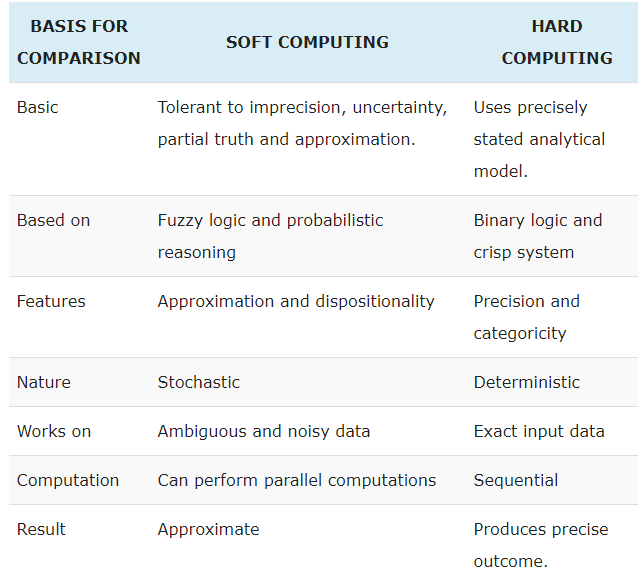 BASIS FOR COMPARISON SOFT COMPUTING HARD COMPUTING
Basic Tolerant to imprecision, uncertainty, partial truth and approximation. Uses precisely stated analytical model.
Based on Fuzzy logic and probabilistic reasoning Binary logic and crisp system
Features Approximation and dispositionality Precision and categoricity
Nature Stochastic Deterministic
Works on Ambiguous and noisy data Exact input data
Computation Can perform parallel computations Sequential
Result Approximate Produces precise outcome.